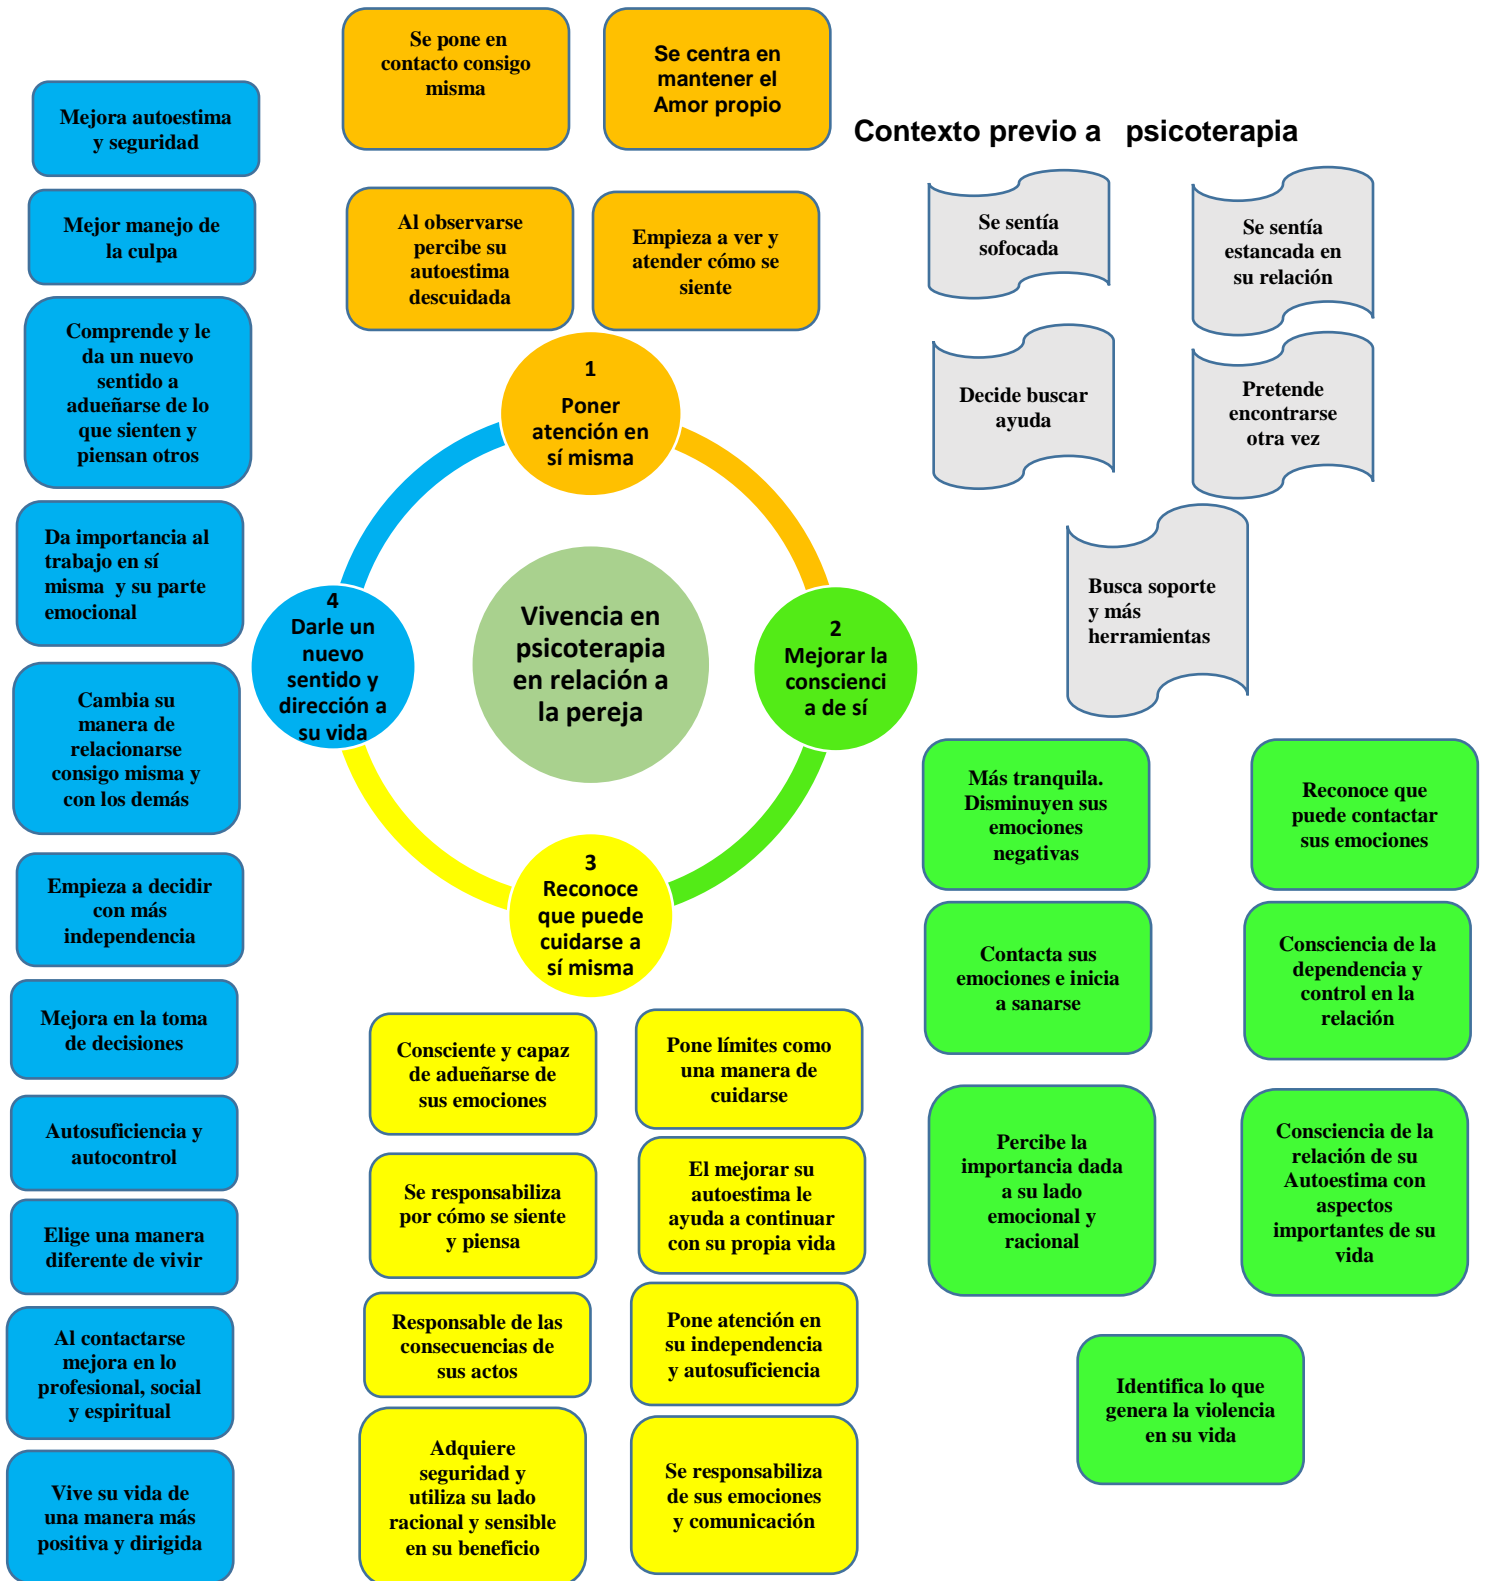 Se pone en
contacto consigo
misma
Se centra en
mantener el
Amor propio
Al observarse
percibe su
autoestima
descuidada
Empieza a ver y
atender cómo se
siente
Contexto previo a   psicoterapia
Se sentía
sofocada
Se sentía
estancada en
su relación
Decide buscar
ayuda
Pretende
encontrarse
otra vez
Busca soporte
y más
herramientas
Mejora autoestima
y seguridad
Mejor manejo de
la culpa
Comprende y le
da un nuevo
sentido a
adueñarse de lo
que sienten y
piensan otros
Da importancia al
trabajo en sí
misma  y su parte
emocional
Cambia su
manera de
relacionarse
consigo misma y
con los demás
Empieza a decidir
con más
independencia
Mejora en la toma
de decisiones
Autosuficiencia y
autocontrol
Elige una manera
diferente de vivir
Al contactarse
mejora en lo
profesional, social
y espiritual
Vive su vida de
una manera más
positiva y dirigida
1
Poner
atención en
sí misma
2
Mejorar la
conscienci
a de sí
3
Reconoce
que puede
cuidarse a
sí misma
4
Darle un
nuevo
sentido y
dirección a
su vida
Vivencia en
psicoterapia
en relación a
la pereja
Más tranquila.
Disminuyen sus
emociones
negativas
Reconoce que
puede contactar
sus emociones
Contacta sus
emociones e inicia
a sanarse
Consciencia de la
dependencia y
control en la
relación
Percibe la
importancia dada
a su lado
emocional y
racional
Consciencia de la
relación de su
Autoestima con
aspectos
importantes de su
vida
Identifica lo que
genera la violencia
en su vida
Consciente y capaz
de adueñarse de
sus emociones
Pone límites como
una manera de
cuidarse
Se responsabiliza
por cómo se siente
y piensa
El mejorar su
autoestima le
ayuda a continuar
con su propia vida
Responsable de las
consecuencias de
sus actos
Pone atención en
su independencia
y autosuficiencia
Adquiere
seguridad y
utiliza su lado
racional y sensible
en su beneficio
Se responsabiliza
de sus emociones
y comunicación